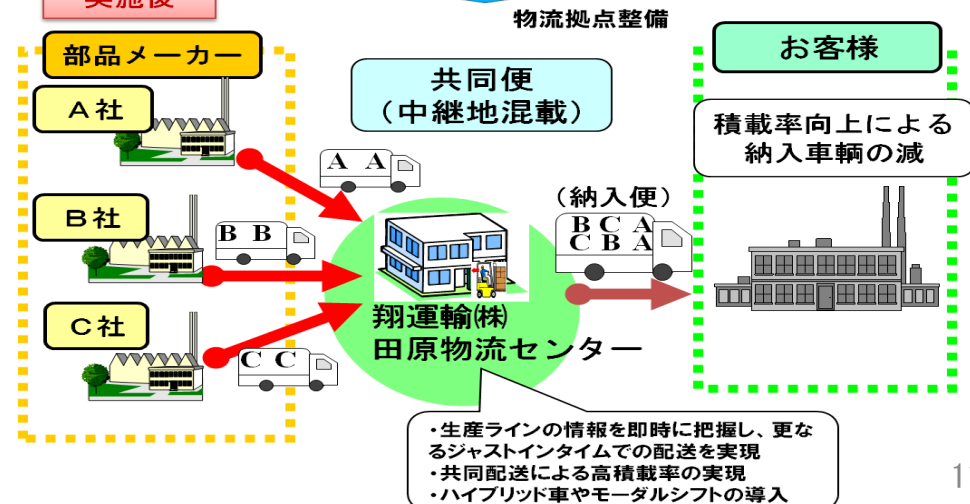 実施後
物流拠点整備
部品メーカー
お客様
A社
共同便
(中継地混載)
積載率向上による
納入車輌の減
A A
(納入便)
B社
B B
B C A
C B A
C社
C C
翔運輸㈱
田原物流センター
・生産ラインの情報を即時に把握し、更な
るジャストインタイムでの配送を実現
・共同配送による高積載率の実現
・ハイブリッド車やモーダルシフトの導入